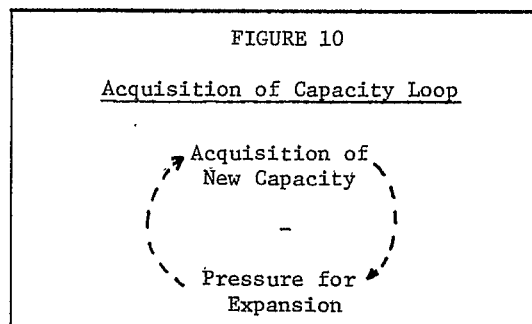 FIGURE 10
Acquisition of Capacity Loop
Acquisition of
New Capacity
-
Pressure for
Expansion